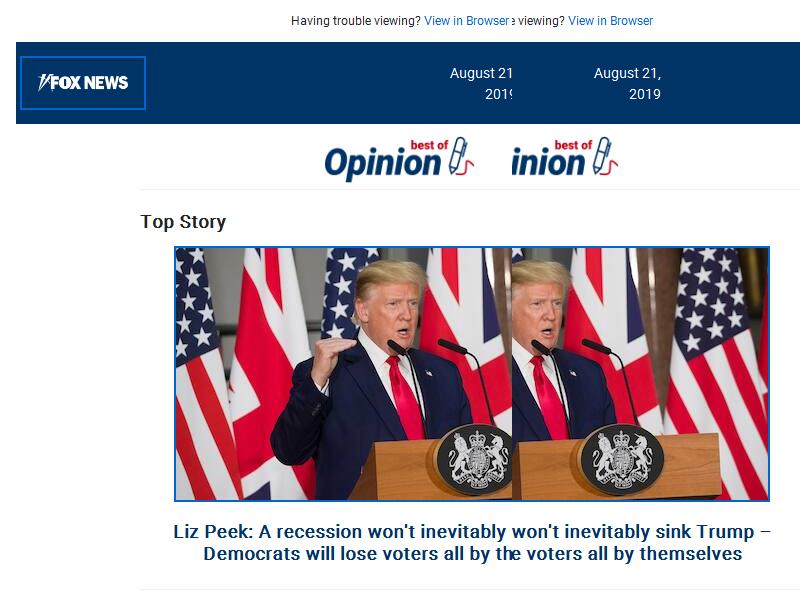 Having trouble viewing? View in Browser e viewing? View in Browser
FOX NEWS
August 21 August 21,
2019 2019
best of best of
Opinion inion
Top Story
Liz Peek: A recession won't inevitably won't inevitably sink Trump –
Democrats will lose voters all by the voters all by themselves